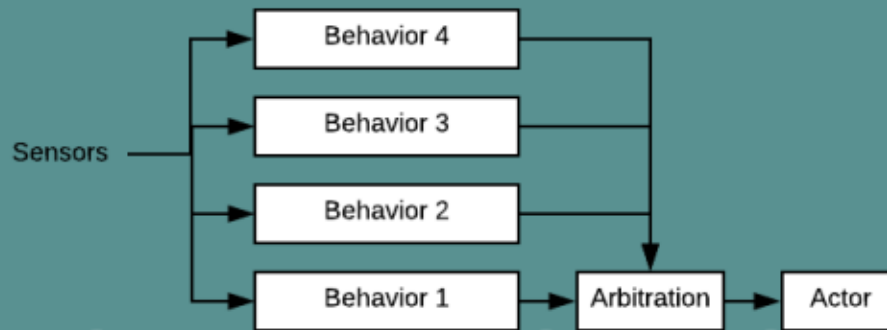 Behavior 4
Behavior 3
Sensors
Behavior 2
Behavior 1
Arbitration
Actor